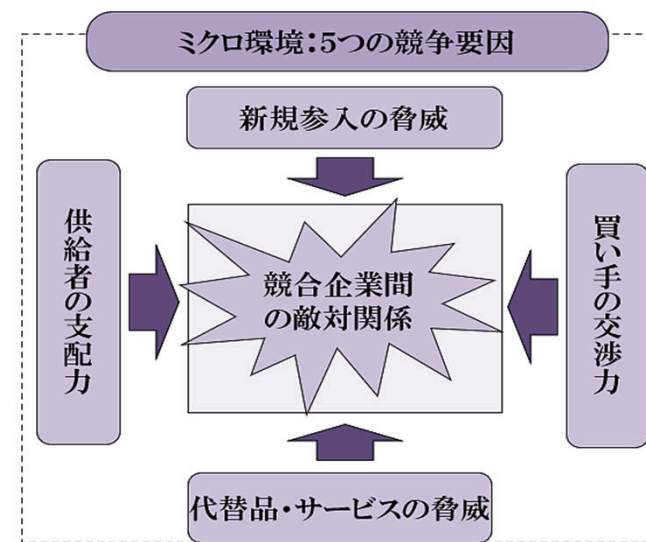 ミクロ環境:5つの競争要因
新規参入の脅威
供給者の支配力
競合企業間
の敵対関係
買い手の交渉力
代替品・サービスの脅威